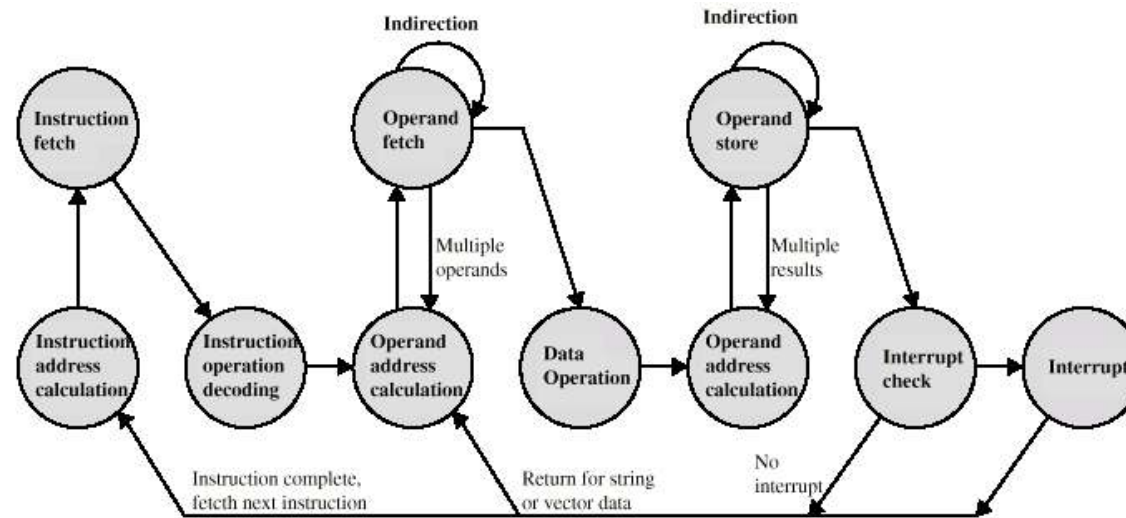 Indirection
Indirection
Instruction
fetch
Operand
fetch
Operand
store
Multiple
operands
Multiple
results
Instruction
address
calculation
Instruction
operation
decoding
Operand
address
calculation
Data
Operation
Operand
address
calculation
Interrupt
check
Interrupt
Instruction complete,
fetcth next instruction
Return for string
or vector data
No
interrupt